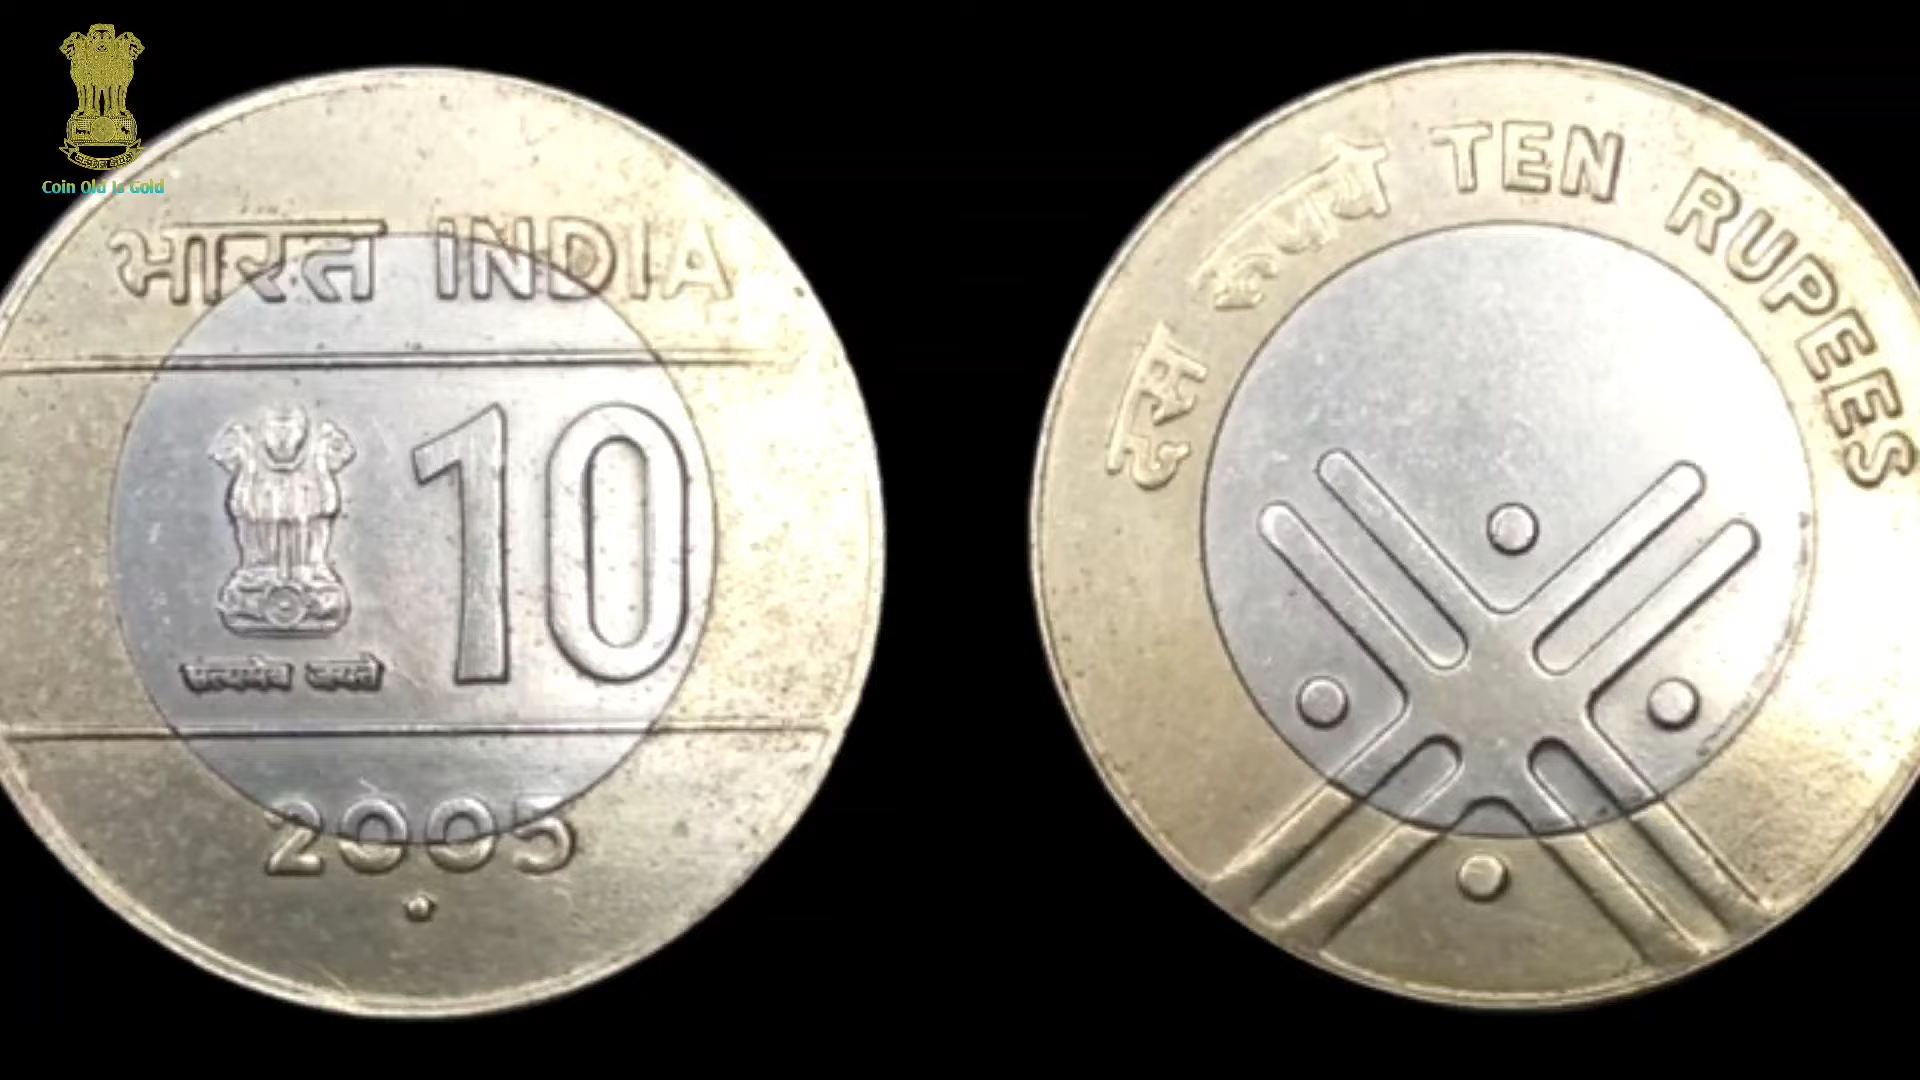 Coin Old Is Gold
भारत INDIA
10
सत्यमेव जयते
2005
दस रुपये TEN RUPEES